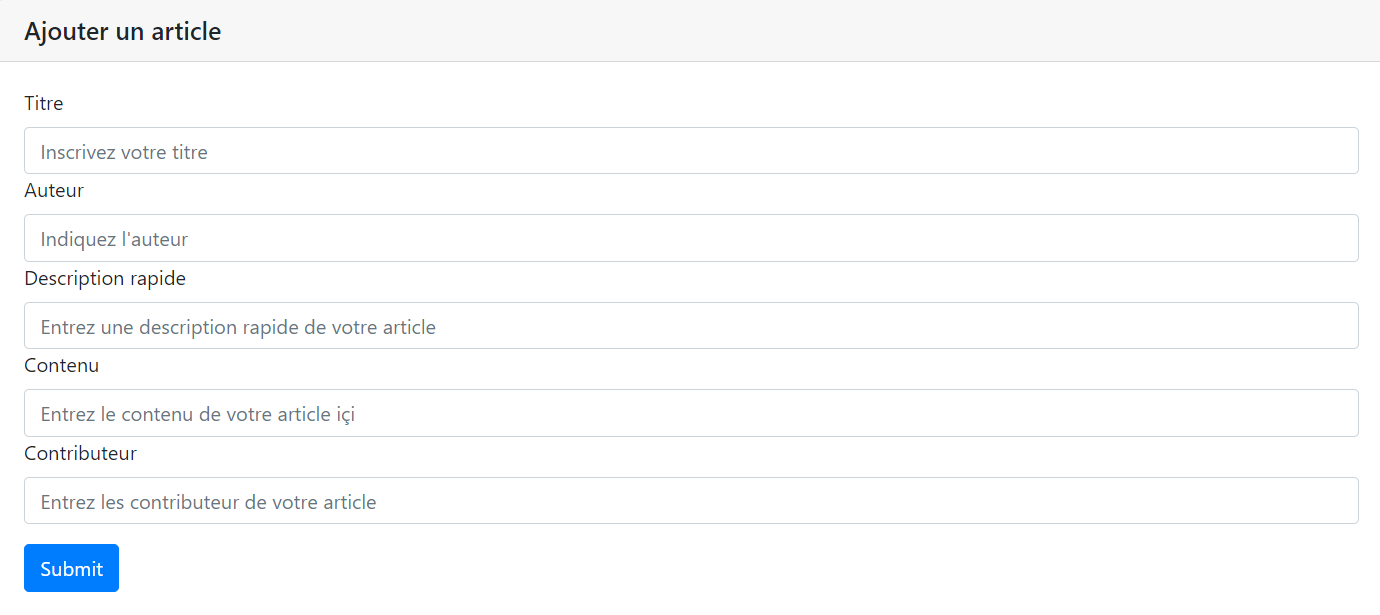 Ajouter un article
Titre
Inscrivez votre titre
Auteur
Indiquez l'auteur
Description rapide
Entrez une description rapide de votre article
Contenu
Entrez le contenu de votre article içi
Contributeur
Entrez les contributeur de votre article
Submit